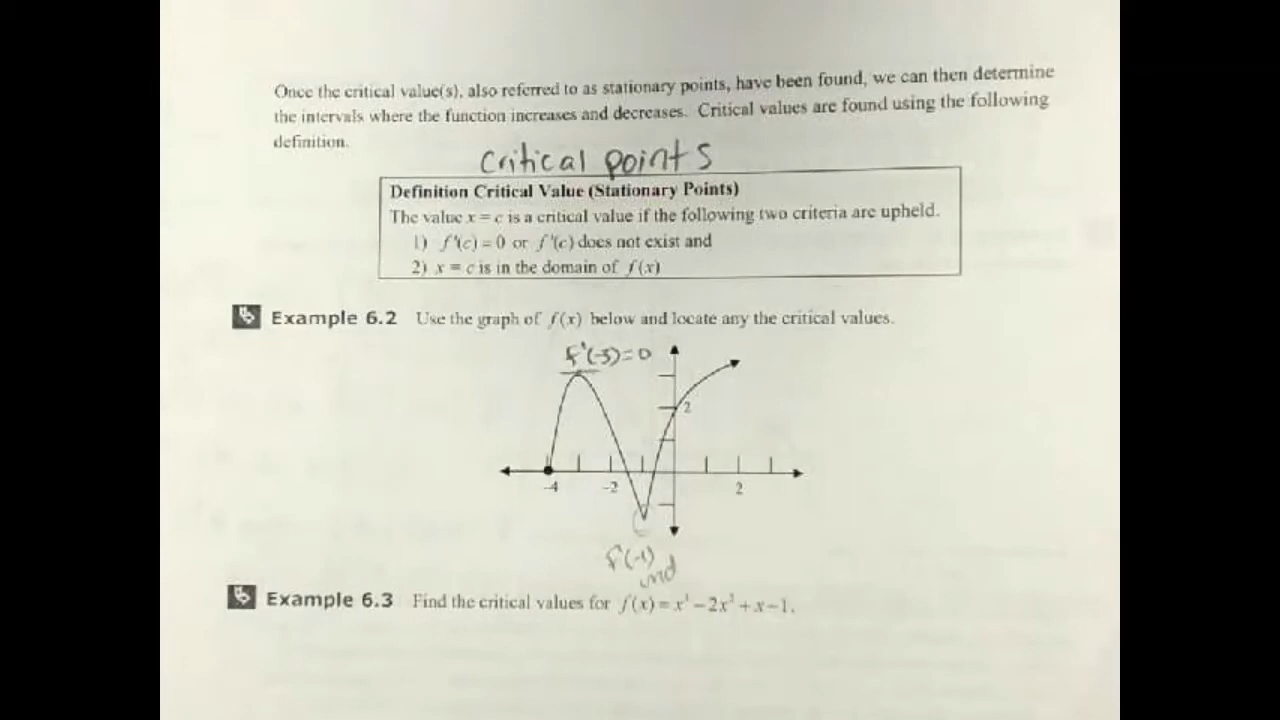 Once the critical value(s), also referred to as stationary points, have been found, we can then determine
the intervals where the function increases and decreases. Critical values are found using the following
definition.
critical points
Definition Critical Value (Stationary Points)
The value x = c is a critical value if the following two criteria are upheld.
1) f'(c) = 0 or f'(c) does not exist and
2) x = c is in the domain of f(x)
Example 6.2 Use the graph of f(x) below and locate any the critical values.
f'(-3)=0
2
-4 -2 2
f'(-1)
und
Example 6.3 Find the critical values for f(x) = x³ − 2x² + x − 1.